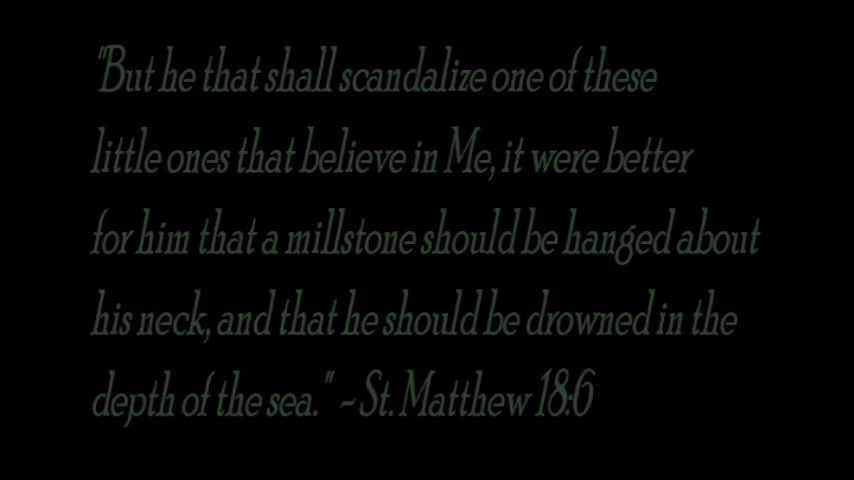 "But he that shall scandalize one of these
little ones that believe in Me, it were better
for him that a millstone should be hanged about
his neck, and that he should be drowned in the
depth of the sea." ~ St. Matthew 18:6